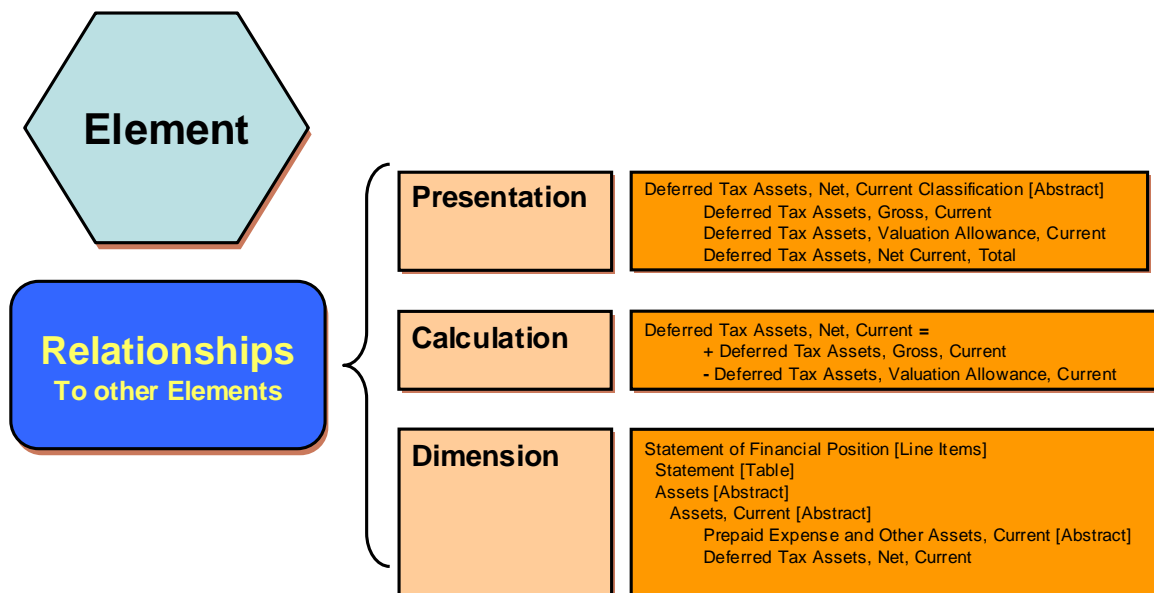 Element
Relationships
To other Elements
Presentation
Deferred Tax Assets, Net, Current Classification [Abstract]
Deferred Tax Assets, Gross, Current
Deferred Tax Assets, Valuation Allowance, Current
Deferred Tax Assets, Net Current, Total
Calculation
Deferred Tax Assets, Net, Current =
+ Deferred Tax Assets, Gross, Current
- Deferred Tax Assets, Valuation Allowance, Current
Dimension
Statement of Financial Position [Line Items]
Statement [Table]
Assets [Abstract]
Assets, Current [Abstract]
Prepaid Expense and Other Assets, Current [Abstract]
Deferred Tax Assets, Net, Current